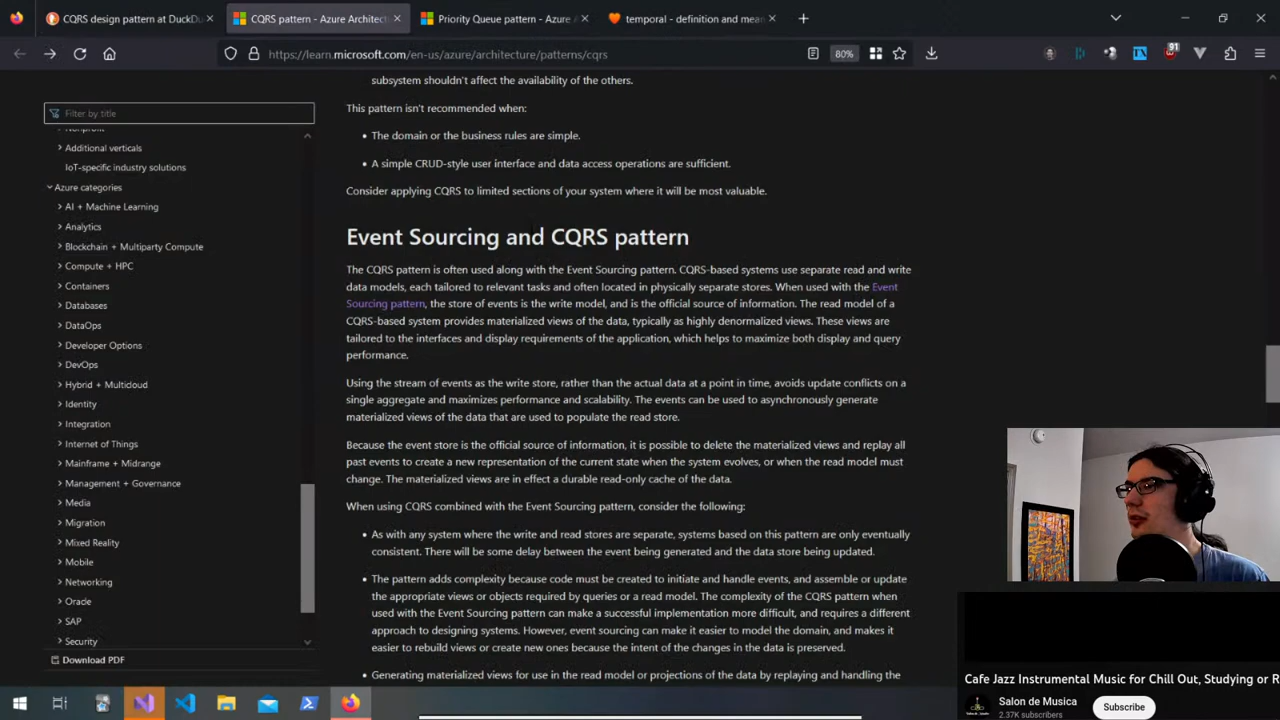 CQRS design pattern at DuckDu
CQRS pattern - Azure Architect
Priority Queue pattern - Azure A
temporal - definition and mean
https://learn.microsoft.com/en-us/azure/architecture/patterns/cqrs
80%
91
Filter by title
Nonprofit
Additional verticals
IoT-specific industry solutions
Azure categories
AI + Machine Learning
Analytics
Blockchain + Multiparty Compute
Compute + HPC
Containers
Databases
DataOps
Developer Options
DevOps
Hybrid + Multicloud
Identity
Integration
Internet of Things
Mainframe + Midrange
Management + Governance
Media
Migration
Mixed Reality
Mobile
Networking
Oracle
SAP
Security
Download PDF
subsystem shouldn't affect the availability of the others.
This pattern isn't recommended when:
• The domain or the business rules are simple.
• A simple CRUD-style user interface and data access operations are sufficient.
Consider applying CQRS to limited sections of your system where it will be most valuable.
Event Sourcing and CQRS pattern
The CQRS pattern is often used along with the Event Sourcing pattern. CQRS-based systems use separate read and write
data models, each tailored to relevant tasks and often located in physically separate stores. When used with the Event
Sourcing pattern, the store of events is the write model, and is the official source of information. The read model of a
CQRS-based system provides materialized views of the data, typically as highly denormalized views. These views are
tailored to the interfaces and display requirements of the application, which helps to maximize both display and query
performance.
Using the stream of events as the write store, rather than the actual data at a point in time, avoids update conflicts on a
single aggregate and maximizes performance and scalability. The events can be used to asynchronously generate
materialized views of the data that are used to populate the read store.
Because the event store is the official source of information, it is possible to delete the materialized views and replay all
past events to create a new representation of the current state when the system evolves, or when the read model must
change. The materialized views are in effect a durable read-only cache of the data.
When using CQRS combined with the Event Sourcing pattern, consider the following:
• As with any system where the write and read stores are separate, systems based on this pattern are only eventually
consistent. There will be some delay between the event being generated and the data store being updated.
• The pattern adds complexity because code must be created to initiate and handle events, and assemble or update
the appropriate views or objects required by queries or a read model. The complexity of the CQRS pattern when
used with the Event Sourcing pattern can make a successful implementation more difficult, and requires a different
approach to designing systems. However, event sourcing can make it easier to model the domain, and makes it
easier to rebuild views or create new ones because the intent of the changes in the data is preserved.
• Generating materialized views for use in the read model or projections of the data by replaying and handling the
Cafe Jazz Instrumental Music for Chill Out, Studying or R
Salon de Musica
2.37K subscribers
Subscribe